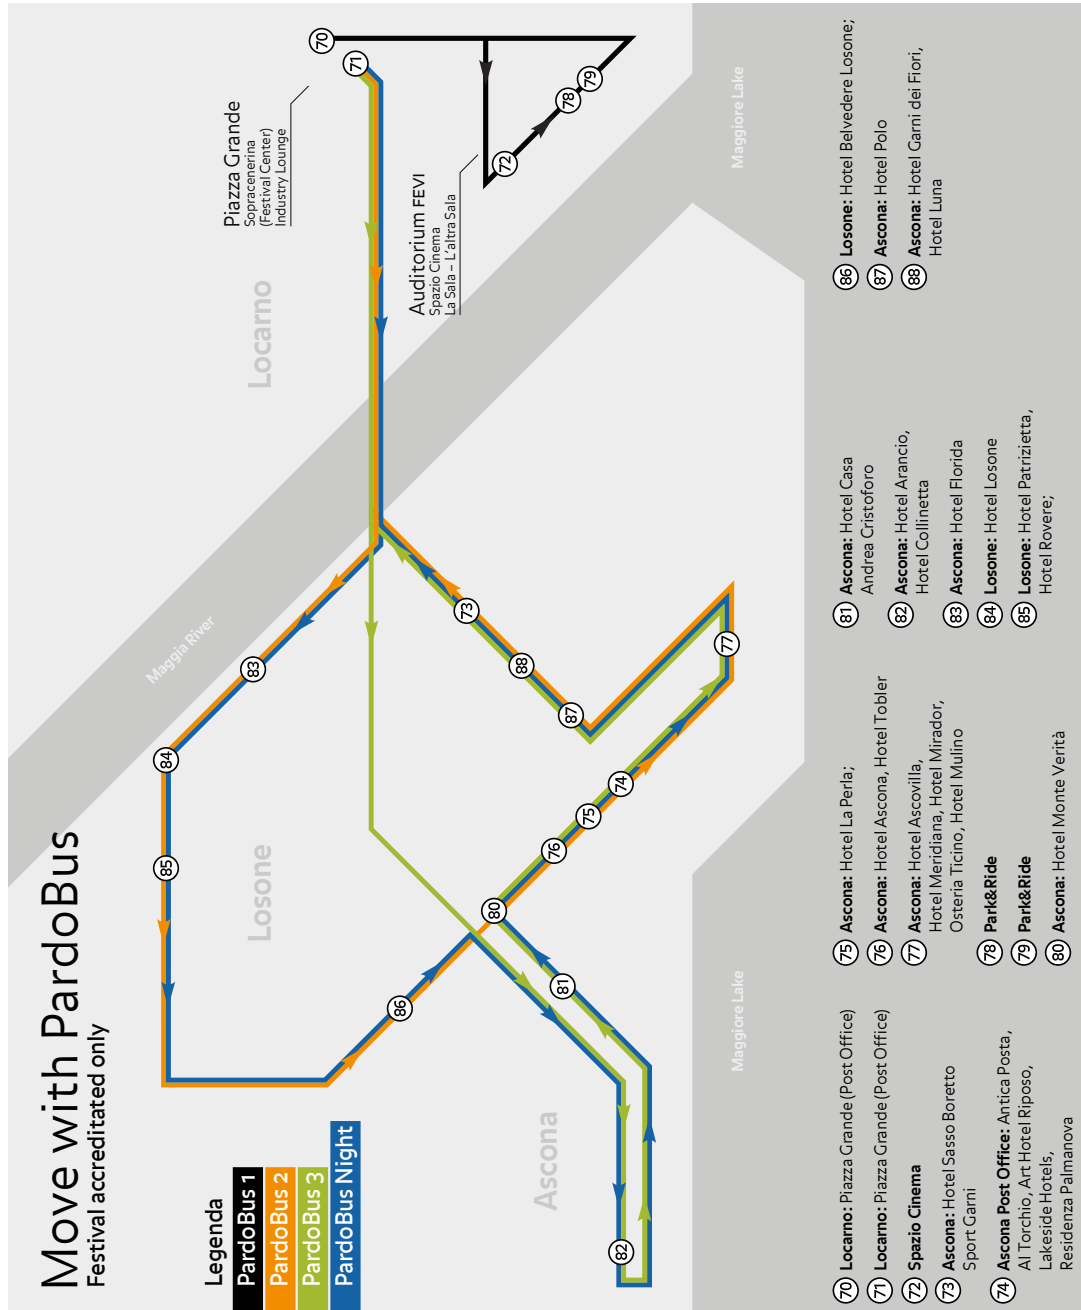 Move with PardoBus
Festival accreditated only
Legenda
PardoBus 1
PardoBus 2
PardoBus 3
PardoBus Night
Piazza Grande
Sopracenerina
(Festival Center)
Industry Lounge
Auditorium FEVI
Spazio Cinema
La Sala – L'altra Sala
Locarno
Losone
Ascona
Maggia River
Maggiore Lake
Maggiore Lake
70
71
72
78
79
83
84
85
86
73
88
87
77
74
75
76
80
81
82
70 Locarno: Piazza Grande (Post Office)
71 Locarno: Piazza Grande (Post Office)
72 Spazio Cinema
73 Ascona: Hotel Sasso Boretto
Sport Garni
74 Ascona Post Office: Antica Posta,
Al Torchio, Art Hotel Riposo,
Lakeside Hotels,
Residenza Palmanova
75 Ascona: Hotel La Perla;
76 Ascona: Hotel Ascona, Hotel Tobler
77 Ascona: Hotel Ascovilla,
Hotel Meridiana, Hotel Mirador,
Osteria Ticino, Hotel Mulino
78 Park&Ride
79 Park&Ride
80 Ascona: Hotel Monte Verità
81 Ascona: Hotel Casa
Andrea Cristoforo
82 Ascona: Hotel Arancio,
Hotel Collinetta
83 Ascona: Hotel Florida
84 Losone: Hotel Losone
85 Losone: Hotel Patrizietta,
Hotel Rovere;
86 Losone: Hotel Belvedere Losone;
87 Ascona: Hotel Polo
88 Ascona: Hotel Garni dei Fiori,
Hotel Luna